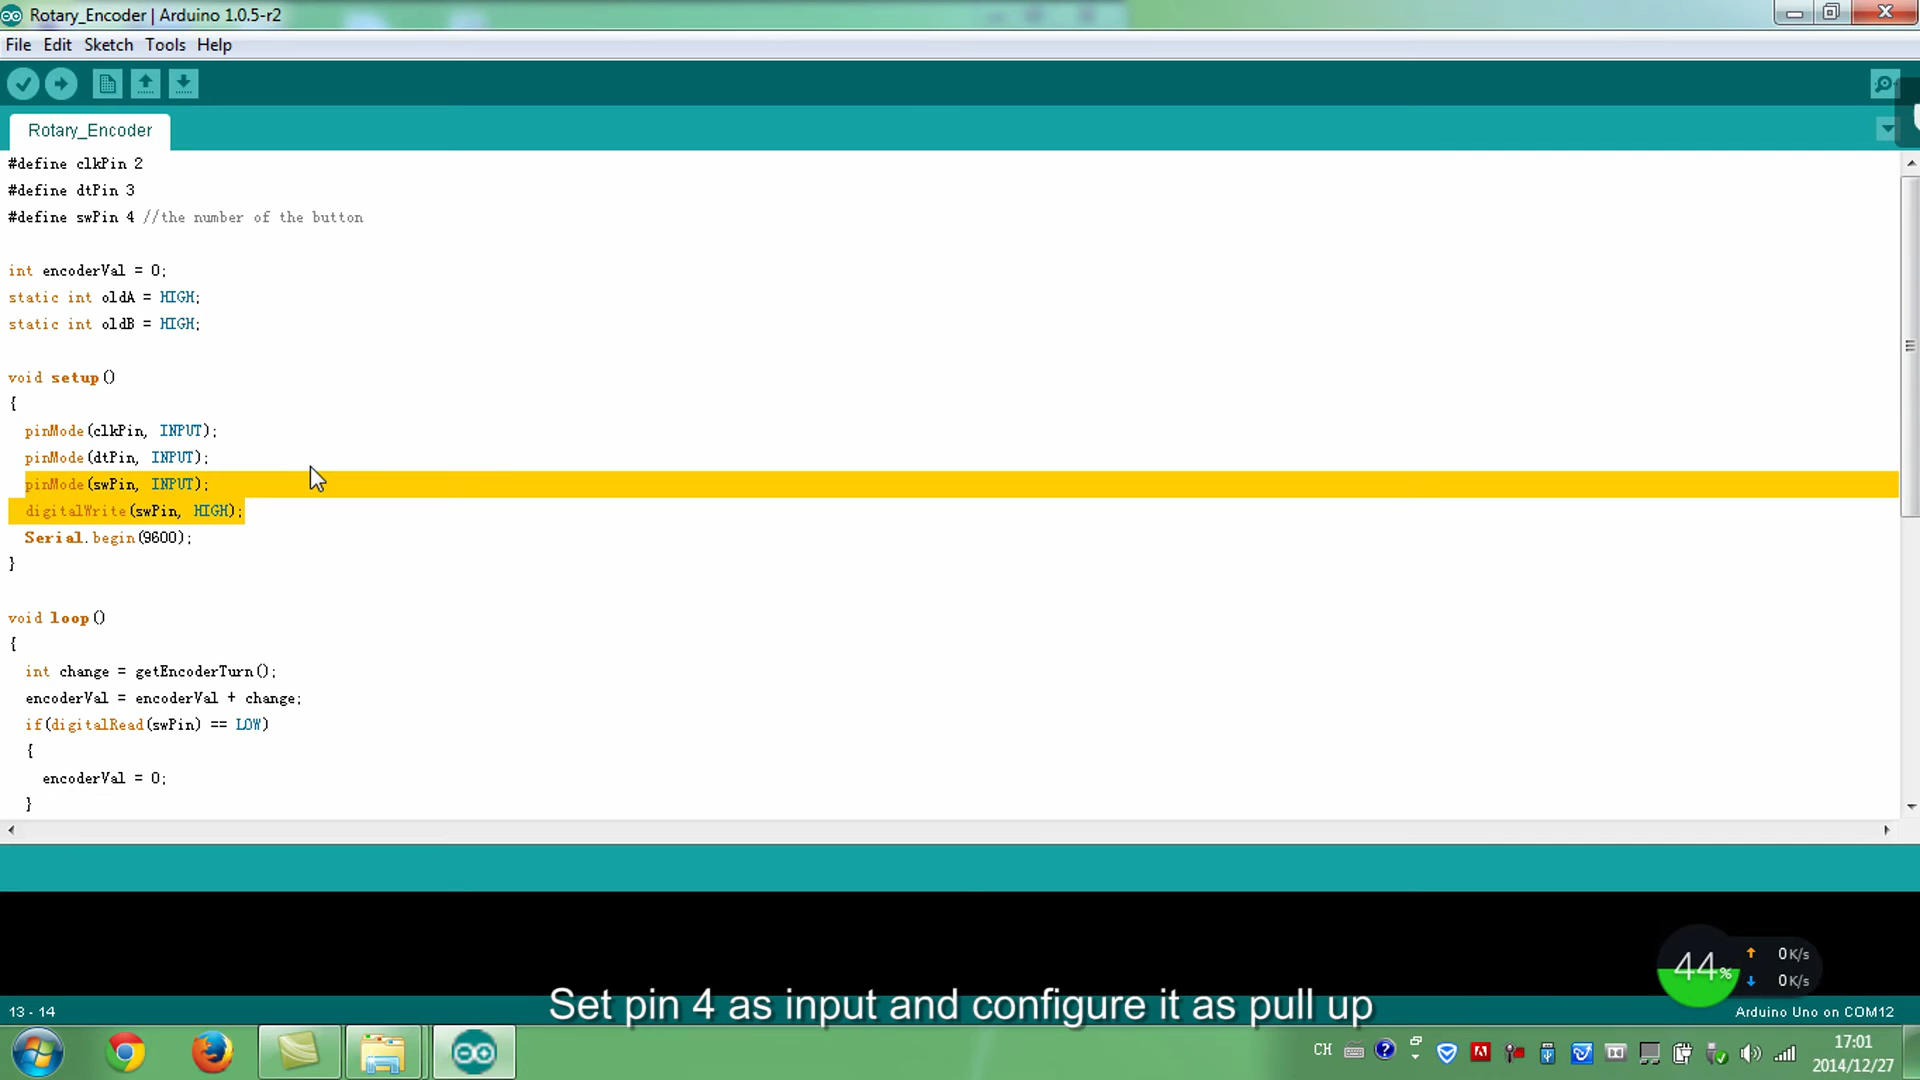 Rotary_Encoder | Arduino 1.0.5-r2
File Edit Sketch Tools Help
Rotary_Encoder
#define clkPin 2
#define dtPin 3
#define swPin 4 //the number of the button
int encoderVal = 0;
static int oldA = HIGH;
static int oldB = HIGH;
void setup()
{
pinMode(clkPin, INPUT);
pinMode(dtPin, INPUT);
pinMode(swPin, INPUT);
digitalWrite(swPin, HIGH);
Serial.begin(9600);
}
void loop()
{
int change = getEncoderTurn();
encoderVal = encoderVal + change;
if(digitalRead(swPin) == LOW)
{
encoderVal = 0;
}
44%
0K/s
0K/s
Set pin 4 as input and configure it as pull up
13 - 14
Arduino Uno on COM12
CH
17:01
2014/12/27